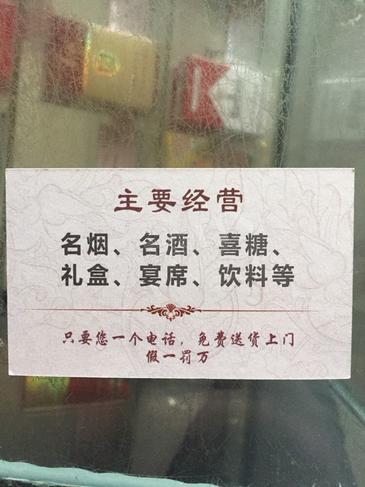 主要经营
名烟、名酒、喜糖、
礼盒、宴席、饮料等
只要您一个电话，免费送货上门
假一罚万